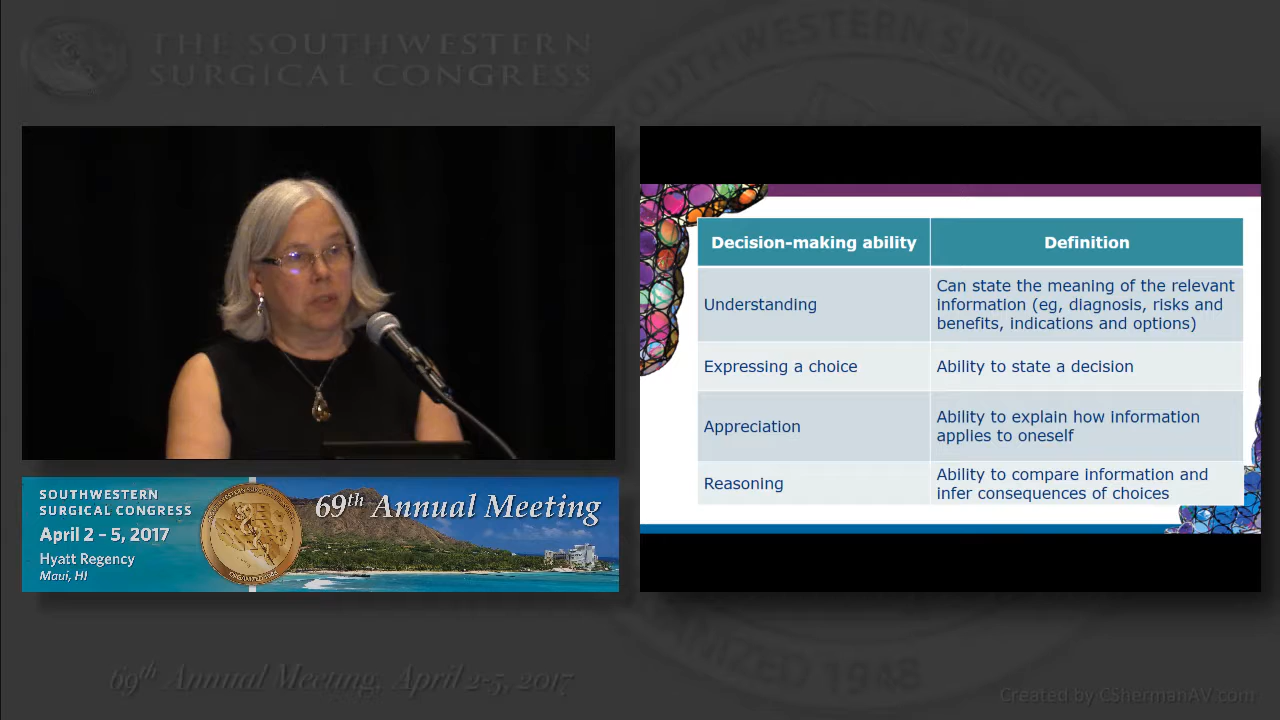 THE SOUTHWESTERN
SURGICAL CONGRESS
SOUTHWESTERN
SURGICAL CONGRESS
April 2 - 5, 2017
Hyatt Regency
Maui, HI
69th Annual Meeting
Decision-making ability
Definition
Understanding
Can state the meaning of the relevant
information (eg, diagnosis, risks and
benefits, indications and options)
Expressing a choice
Ability to state a decision
Appreciation
Ability to explain how information
applies to oneself
Reasoning
Ability to compare information and
infer consequences of choices
69th Annual Meeting, April 2-5, 2017
Created by CShermanAV.com